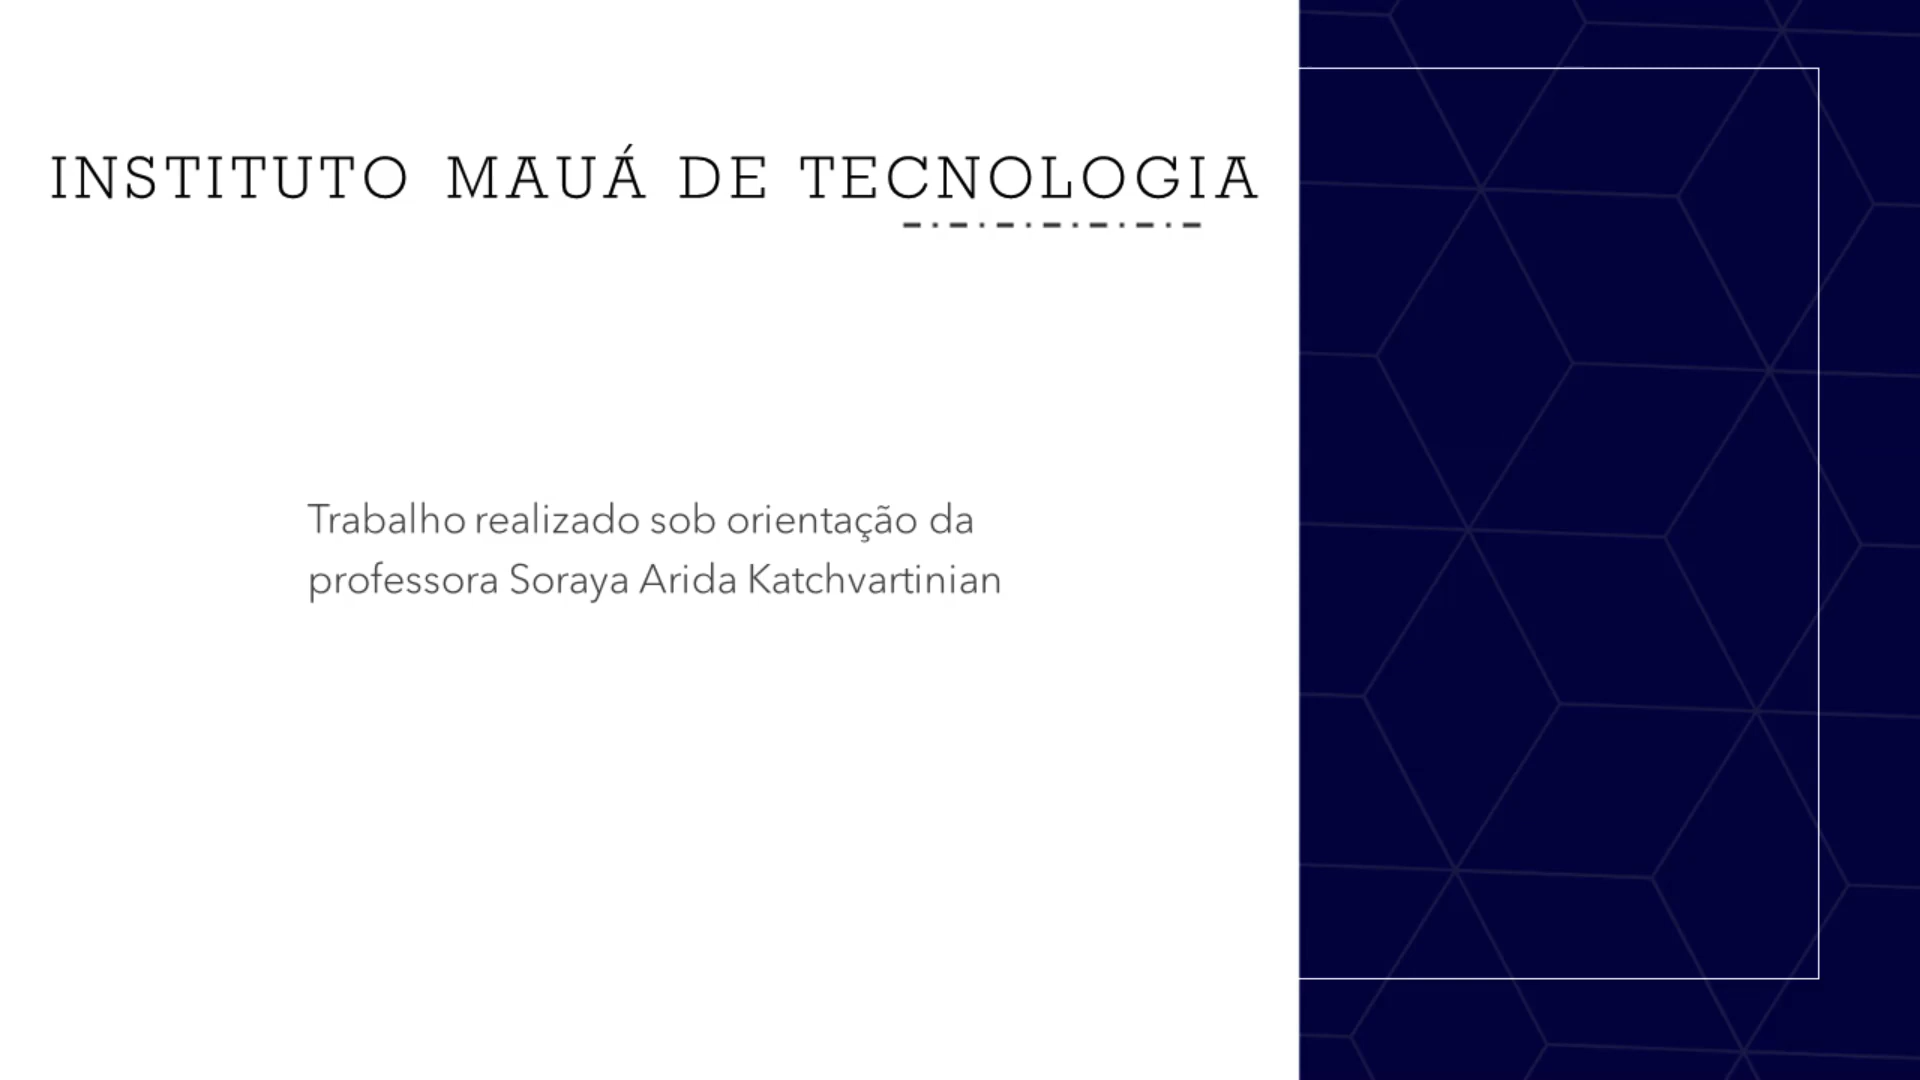 INSTITUTO MAUÁ DE TECNOLOGIA
Trabalho realizado sob orientação da
professora Soraya Arida Katchvartinian